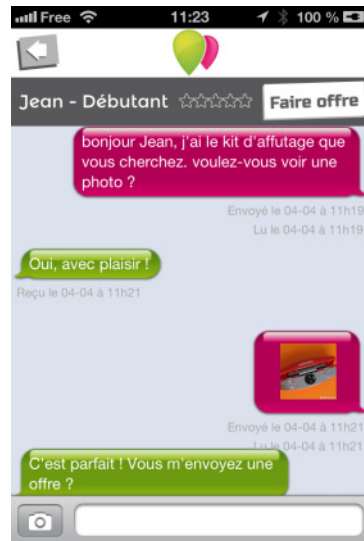 Free 11:23 100 %
Jean - Débutant Faire offre
bonjour Jean, j'ai le kit d'affutage que
vous cherchez. voulez-vous voir une
photo ?
Envoyé le 04-04 à 11h19
Lu le 04-04 à 11h19
Oui, avec plaisir !
Reçu le 04-04 à 11h21
Envoyé le 04-04 à 11h21
Lu le 04-04 à 11h21
C'est parfait ! Vous m'envoyez une
offre ?